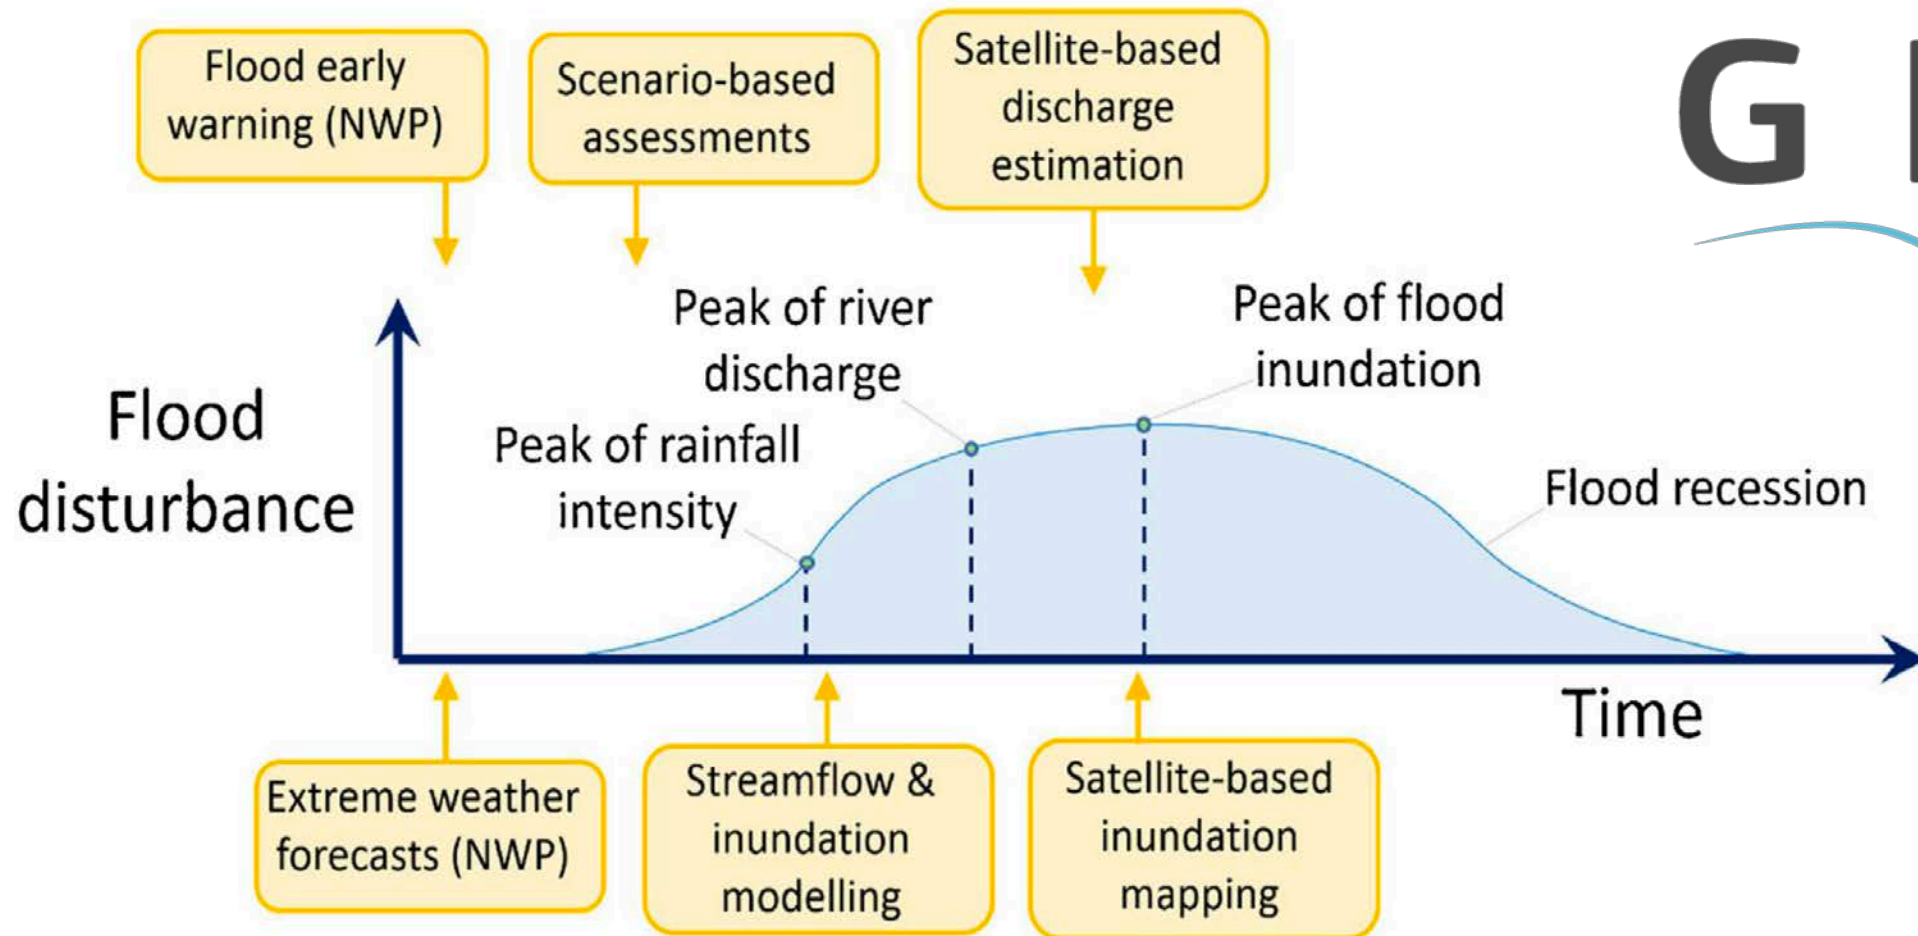 Flood early
warning (NWP)
Scenario-based
assessments
Satellite-based
discharge
estimation
G
Peak of river
discharge
Peak of flood
inundation
Flood
disturbance
Peak of rainfall
intensity
Flood recession
Time
Extreme weather
forecasts (NWP)
Streamflow &
inundation
modelling
Satellite-based
inundation
mapping